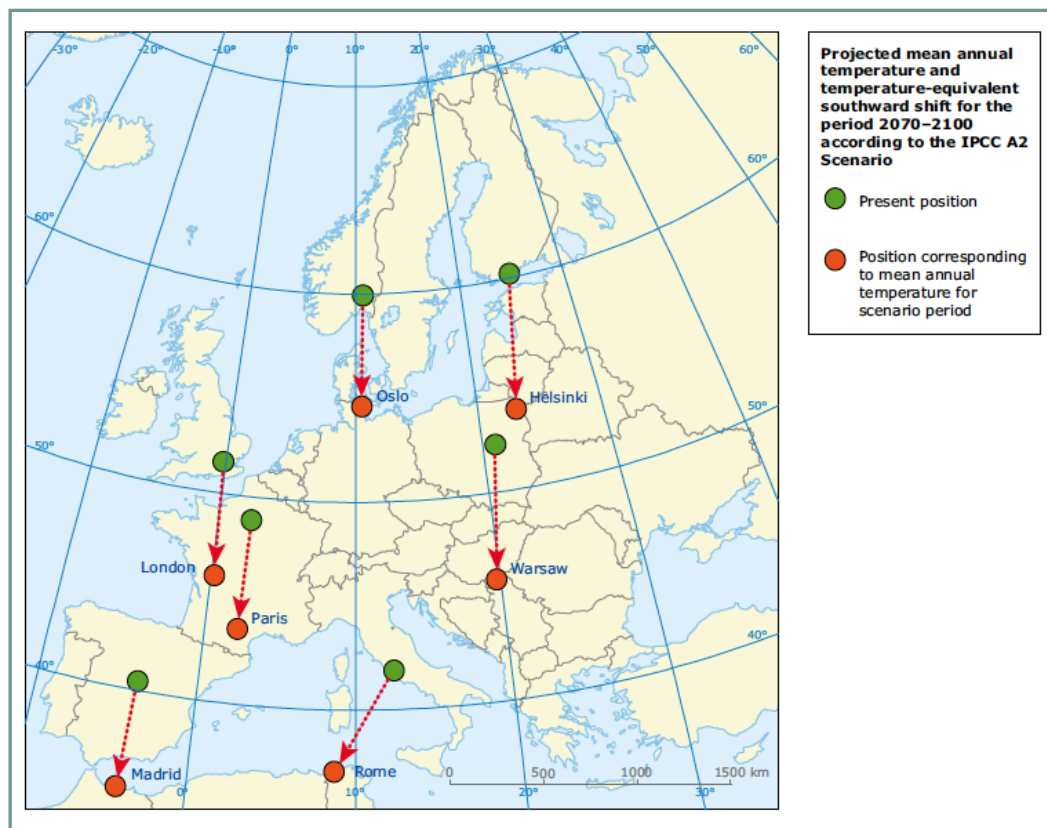 -30°
-20°
-10°
0°
10°
20°
30°
40°
50°
60°
Projected mean annual
temperature and
temperature-equivalent
southward shift for the
period 2070–2100
according to the IPCC A2
Scenario
Present position
Position corresponding
to mean annual
temperature for
scenario period
60°
60°
50°
50°
40°
40°
Oslo
Helsinki
London
Warsaw
Paris
Madrid
Rome
0
500
1000
1500 km
0°
10°
20°
30°